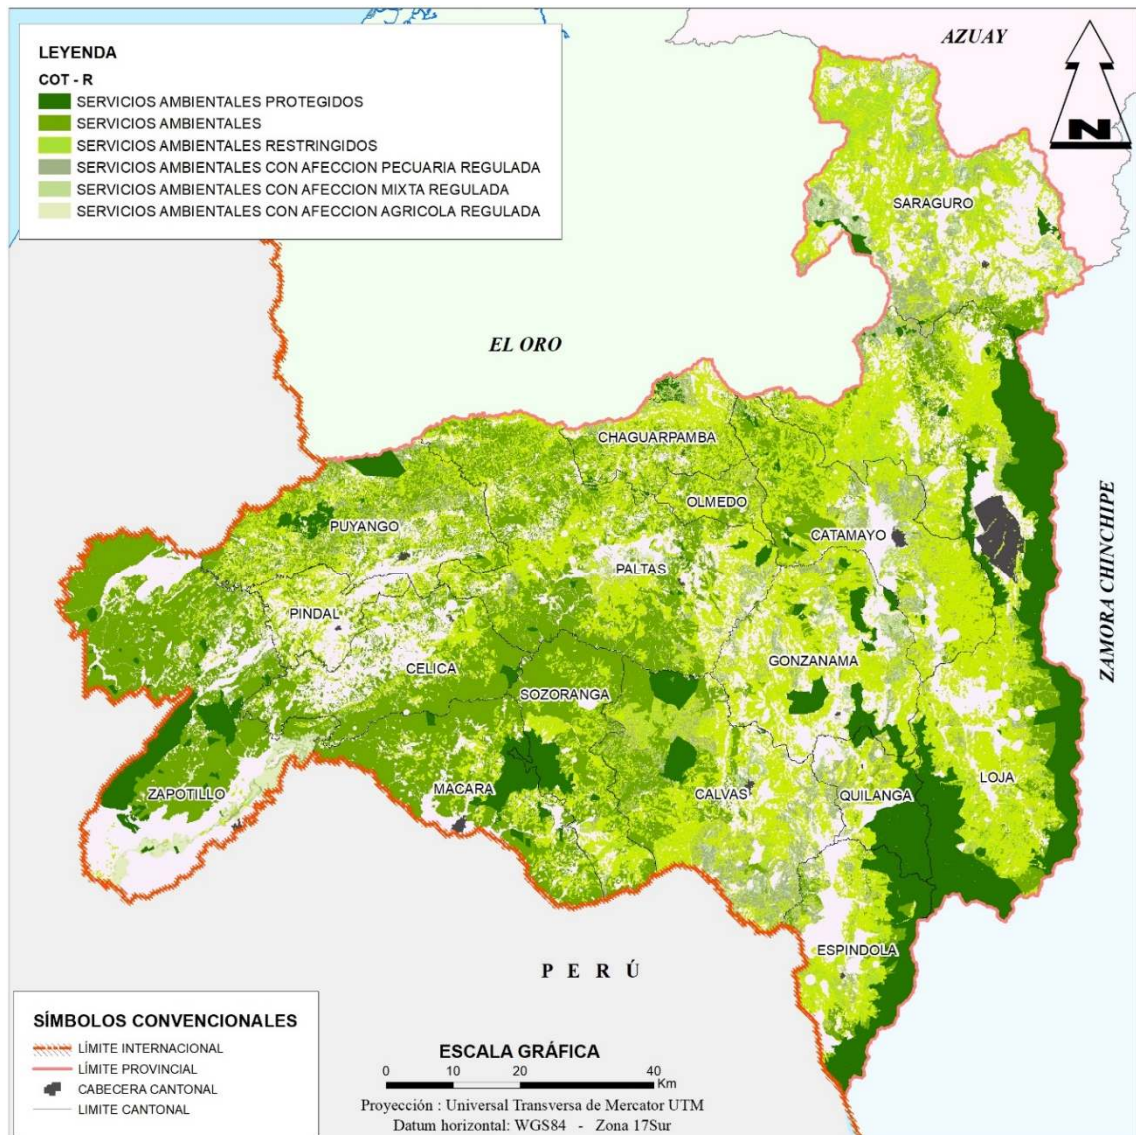 LEYENDA
COT - R
SERVICIOS AMBIENTALES PROTEGIDOS
SERVICIOS AMBIENTALES
SERVICIOS AMBIENTALES RESTRINGIDOS
SERVICIOS AMBIENTALES CON AFECCION PECUARIA REGULADA
SERVICIOS AMBIENTALES CON AFECCION MIXTA REGULADA
SERVICIOS AMBIENTALES CON AFECCION AGRICOLA REGULADA
AZUAY
N
SARAGURO
EL ORO
CHAGUARPAMBA
OLMEDO
PUYANGO
CATAMAYO
ZAMORA CHINCHIPE
PALTAS
PINDAL
CELICA
GONZANAMA
SOZORANGA
LOJA
ZAPOTILLO
MACARA
CALVAS
QUILANGA
ESPINDOLA
PERÚ
SÍMBOLOS CONVENCIONALES
LÍMITE INTERNACIONAL
LÍMITE PROVINCIAL
CABECERA CANTONAL
LIMITE CANTONAL
ESCALA GRÁFICA
0 10 20 40
Km
Proyección : Universal Transversa de Mercator UTM
Datum horizontal: WGS84 - Zona 17Sur